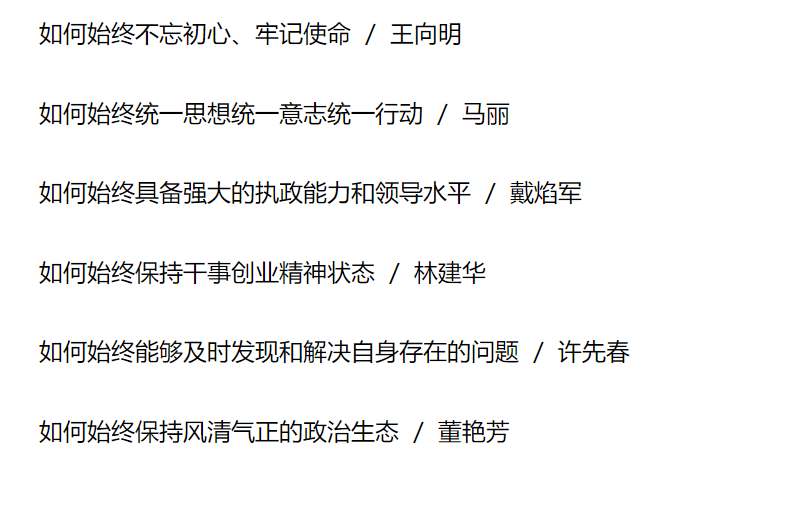 如何始终不忘初心、牢记使命 / 王向明
如何始终统一思想统一意志统一行动 / 马丽
如何始终具备强大的执政能力和领导水平 / 戴焰军
如何始终保持干事创业精神状态 / 林建华
如何始终能够及时发现和解决自身存在的问题 / 许先春
如何始终保持风清气正的政治生态 / 董艳芳